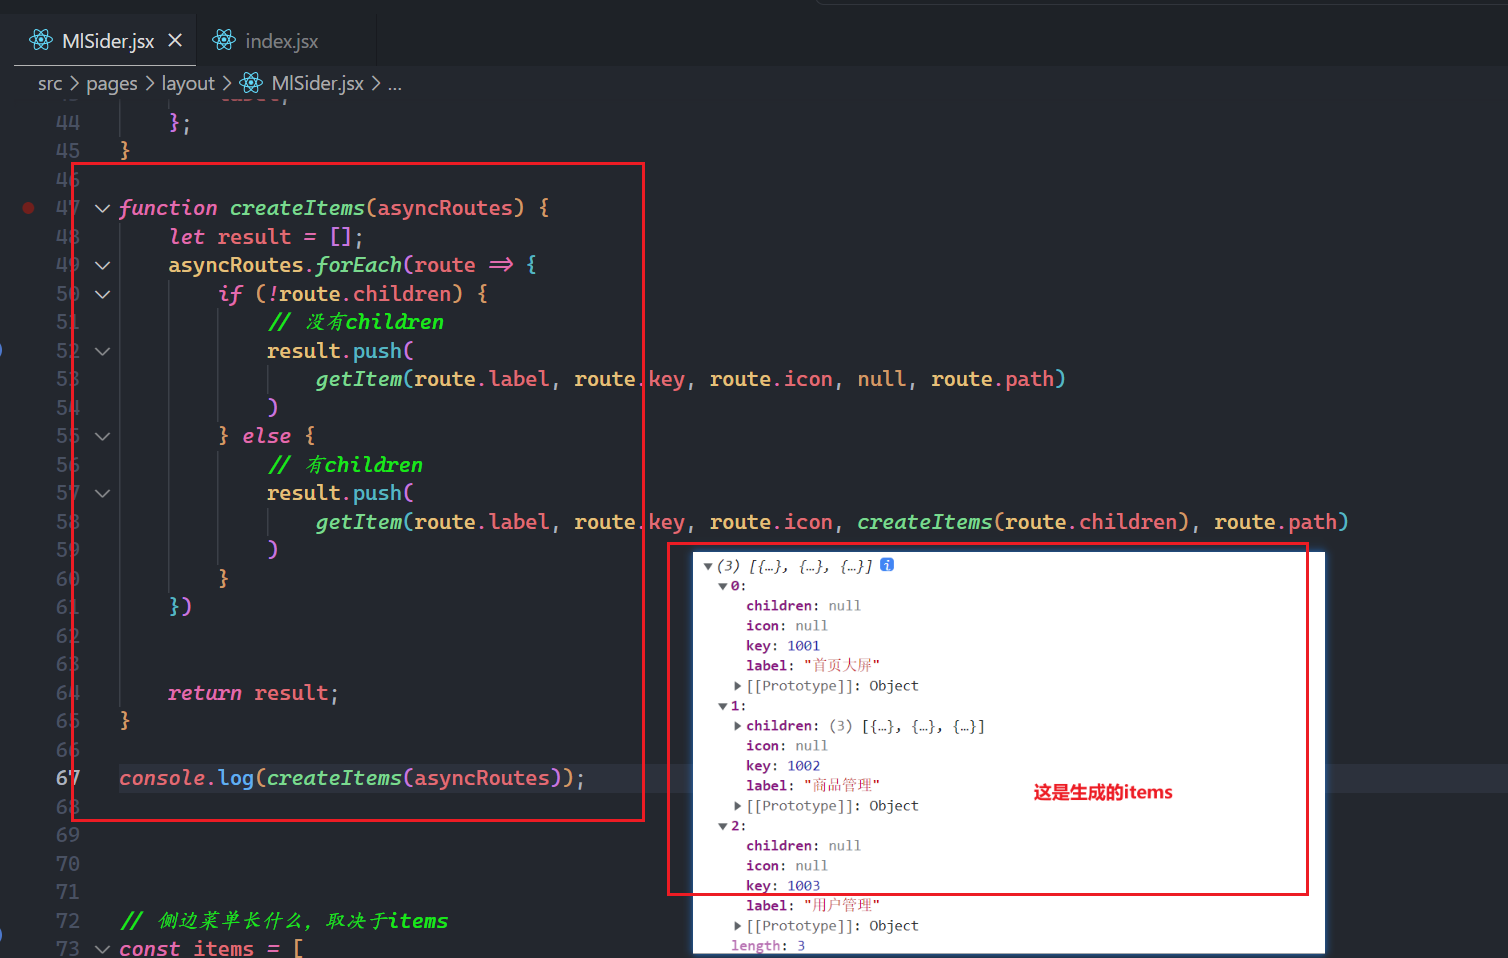 MlSider.jsx
index.jsx
src > pages > layout > MlSider.jsx > ...
44 };
45 }
46
47 function createItems(asyncRoutes) {
48 let result = [];
49 asyncRoutes.forEach(route => {
50 if (!route.children) {
51 // 没有children
52 result.push(
53 getItem(route.label, route.key, route.icon, null, route.path)
54 )
55 } else {
56 // 有children
57 result.push(
58 getItem(route.label, route.key, route.icon, createItems(route.children), route.path)
59 )
60 }
61 })
62
63
64 return result;
65 }
66
67 console.log(createItems(asyncRoutes));
68
69
70
71
72 // 侧边菜单长什么，取决于items
73 const items = [
▼(3) [{…}, {…}, {…}] i
▼0:
children: null
icon: null
key: 1001
label: "首页大屏"
▶[[Prototype]]: Object
▼1:
▶children: (3) [{…}, {…}, {…}]
icon: null
key: 1002
label: "商品管理"
▶[[Prototype]]: Object
▼2:
children: null
icon: null
key: 1003
label: "用户管理"
▶[[Prototype]]: Object
length: 3
这是生成的items